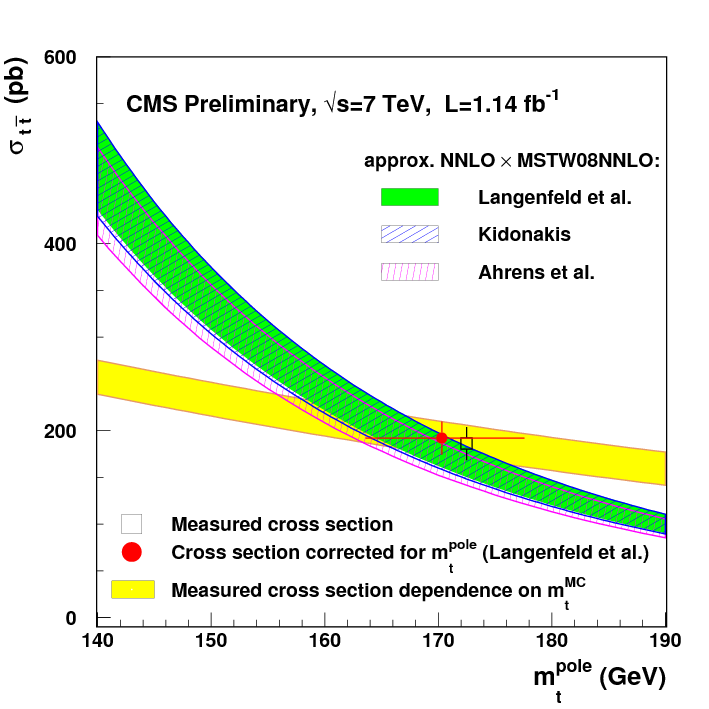 σ t t̅ (pb)
600
400
200
0
CMS Preliminary, √s=7 TeV, L=1.14 fb⁻¹
approx. NNLO × MSTW08NNLO:
Langenfeld et al.
Kidonakis
Ahrens et al.
Measured cross section
Cross section corrected for m_t^pole (Langenfeld et al.)
Measured cross section dependence on m_t^MC
140 150 160 170 180 190
m_t^pole (GeV)